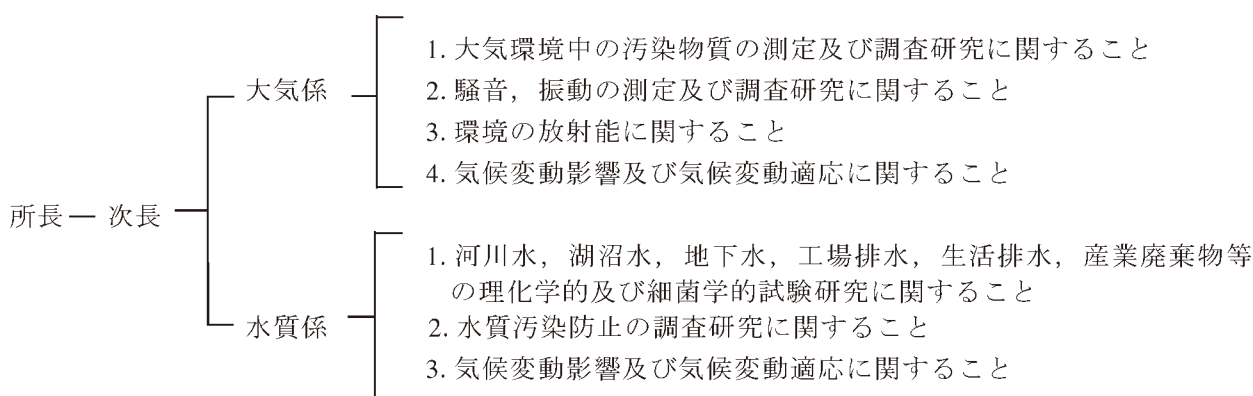 1. 大気環境中の汚染物質の測定及び調査研究に関すること
大気係
2. 騒音，振動の測定及び調査研究に関すること
3. 環境の放射能に関すること
4. 気候変動影響及び気候変動適応に関すること
所長 次長
1. 河川水，湖沼水，地下水，工場排水，生活排水，産業廃棄物等
の理化学的及び細菌学的試験研究に関すること
水質係
2. 水質汚染防止の調査研究に関すること
3. 気候変動影響及び気候変動適応に関すること